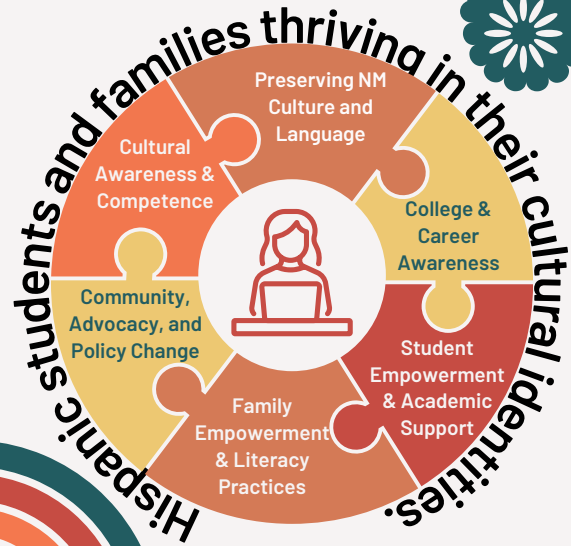 Hispanic students and families thriving in their cultural identities.
Preserving NM
Culture and
Language
College &
Career
Awareness
Student
Empowerment
& Academic
Support
Family
Empowerment
& Literacy
Practices
Community,
Advocacy, and
Policy Change
Cultural
Awareness &
Competence